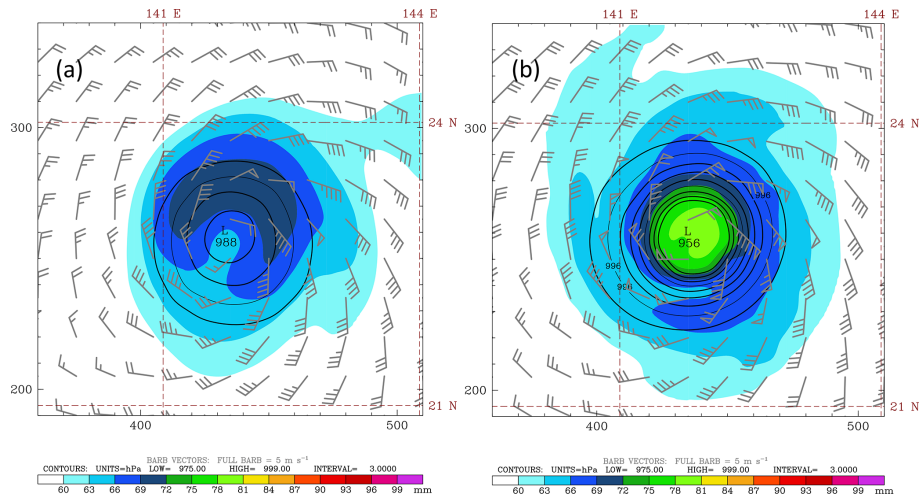 141 E 144 E
(a)
300
24 N
L
988
200
21 N
400 500
BARB VECTORS: FULL BARB = 5 m s⁻¹
CONTOURS: UNITS=hPa LOW= 975.00 HIGH= 999.00 INTERVAL= 3.0000
60 63 66 69 72 75 78 81 84 87 90 93 96 99 mm
141 E 144 E
(b)
300
24 N
996
L
956
996
996
200
21 N
400 500
BARB VECTORS: FULL BARB = 5 m s⁻¹
CONTOURS: UNITS=hPa LOW= 975.00 HIGH= 999.00 INTERVAL= 3.0000
60 63 66 69 72 75 78 81 84 87 90 93 96 99 mm